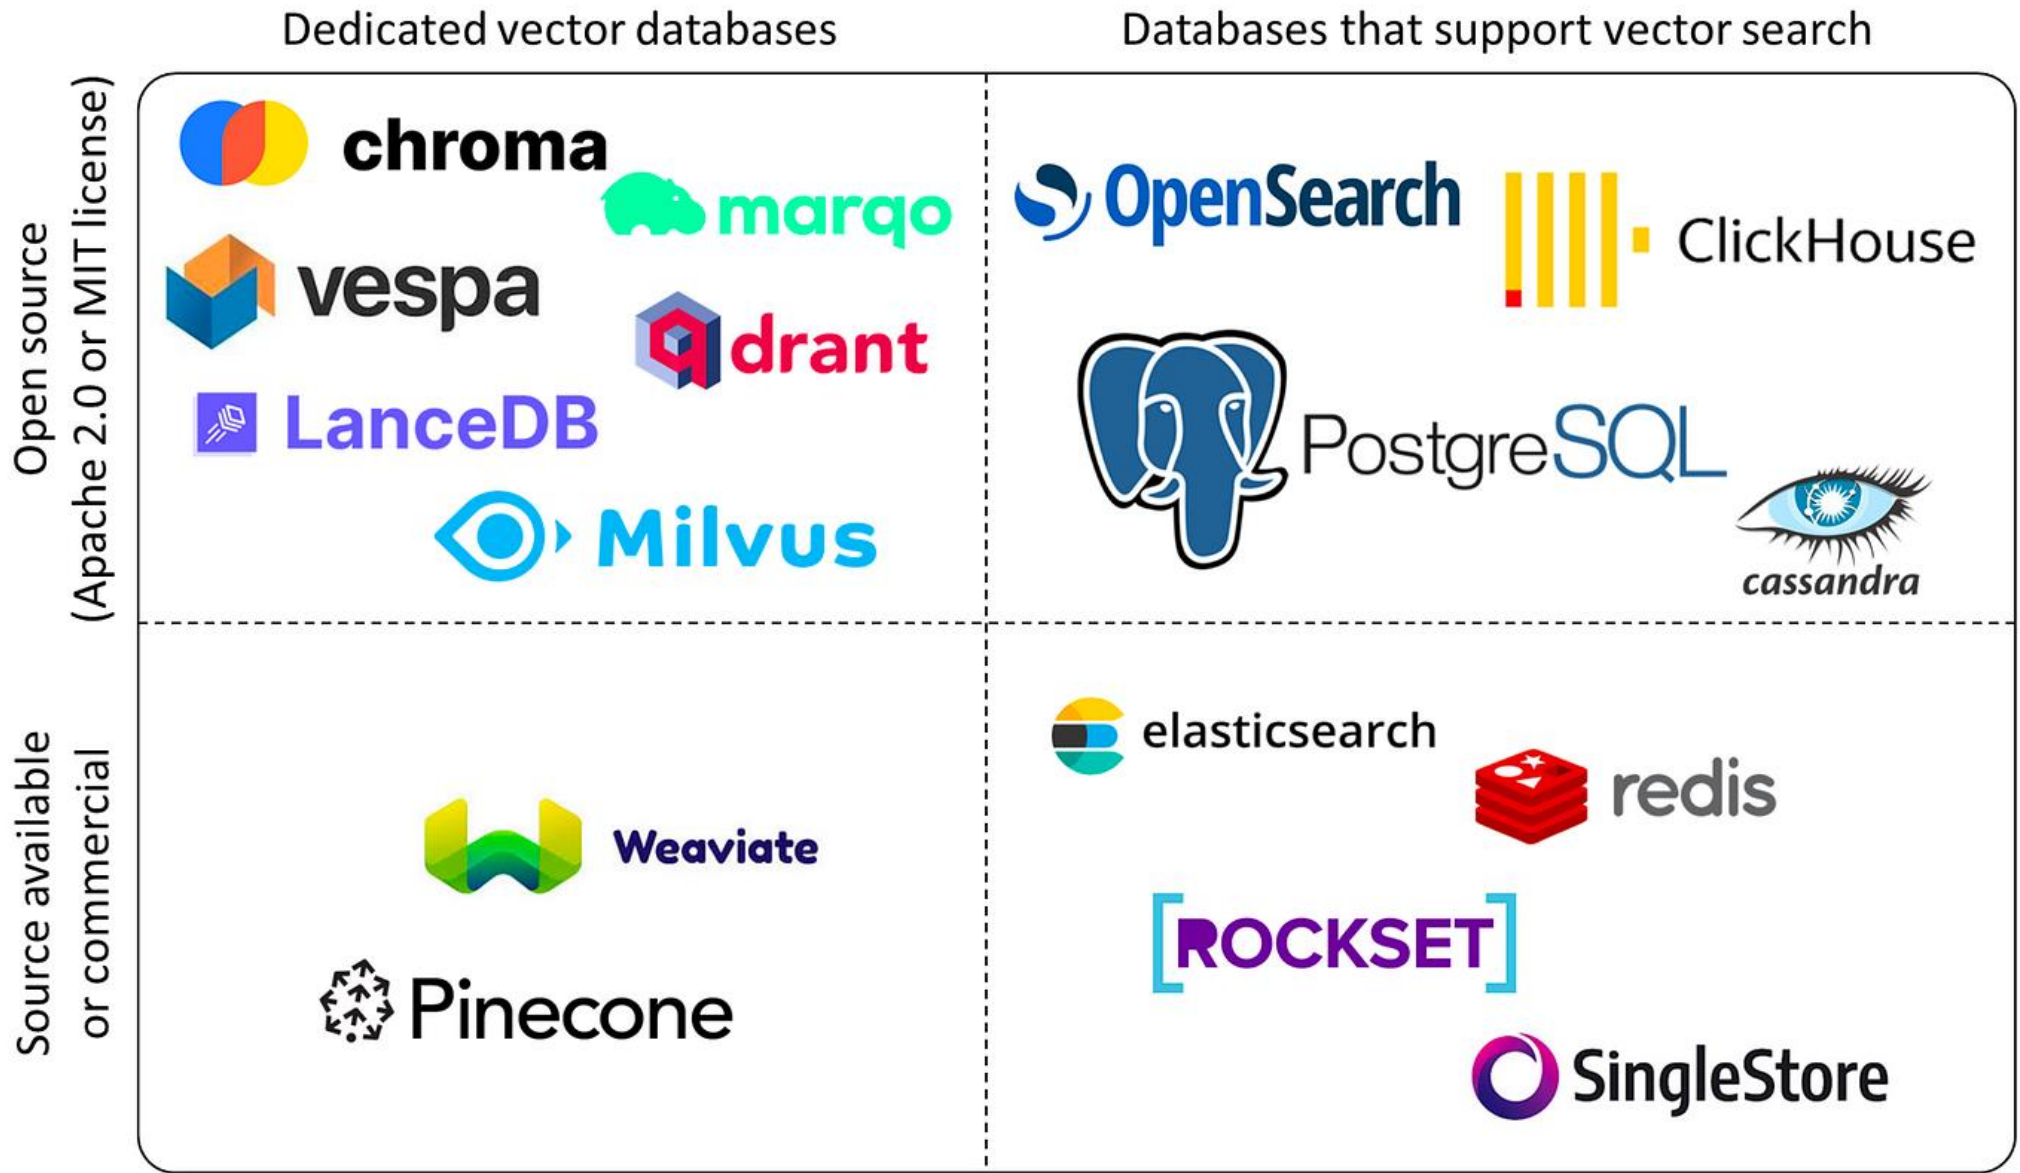 Dedicated vector databases
Databases that support vector search
Open source
(Apache 2.0 or MIT license)
chroma
marqo
vespa
qdrant
LanceDB
Milvus
OpenSearch
ClickHouse
PostgreSQL
cassandra
Source available
or commercial
Weaviate
Pinecone
elasticsearch
redis
[ROCKSET]
SingleStore